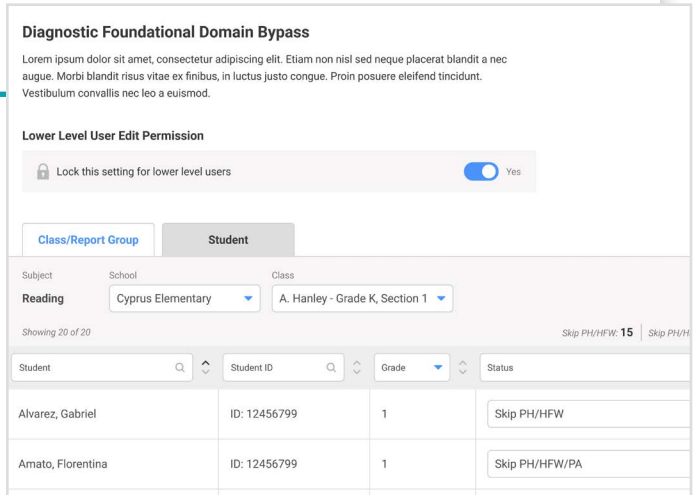 Diagnostic Foundational Domain Bypass
Lorem ipsum dolor sit amet, consectetur adipiscing elit. Etiam non nisl sed neque placerat blandit a nec
augue. Morbi blandit risus vitae ex finibus, in luctus justo congue. Proin posuere eleifend tincidunt.
Vestibulum convallis nec leo a euismod.
Lower Level User Edit Permission
Lock this setting for lower level users Yes
Class/Report Group Student
Subject School Class
Reading Cyprus Elementary A. Hanley - Grade K, Section 1
Showing 20 of 20 Skip PH/HFW: 15 Skip PH/H
Student Student ID Grade Status
Alvarez, Gabriel ID: 12456799 1 Skip PH/HFW
Amato, Florentina ID: 12456799 1 Skip PH/HFW/PA